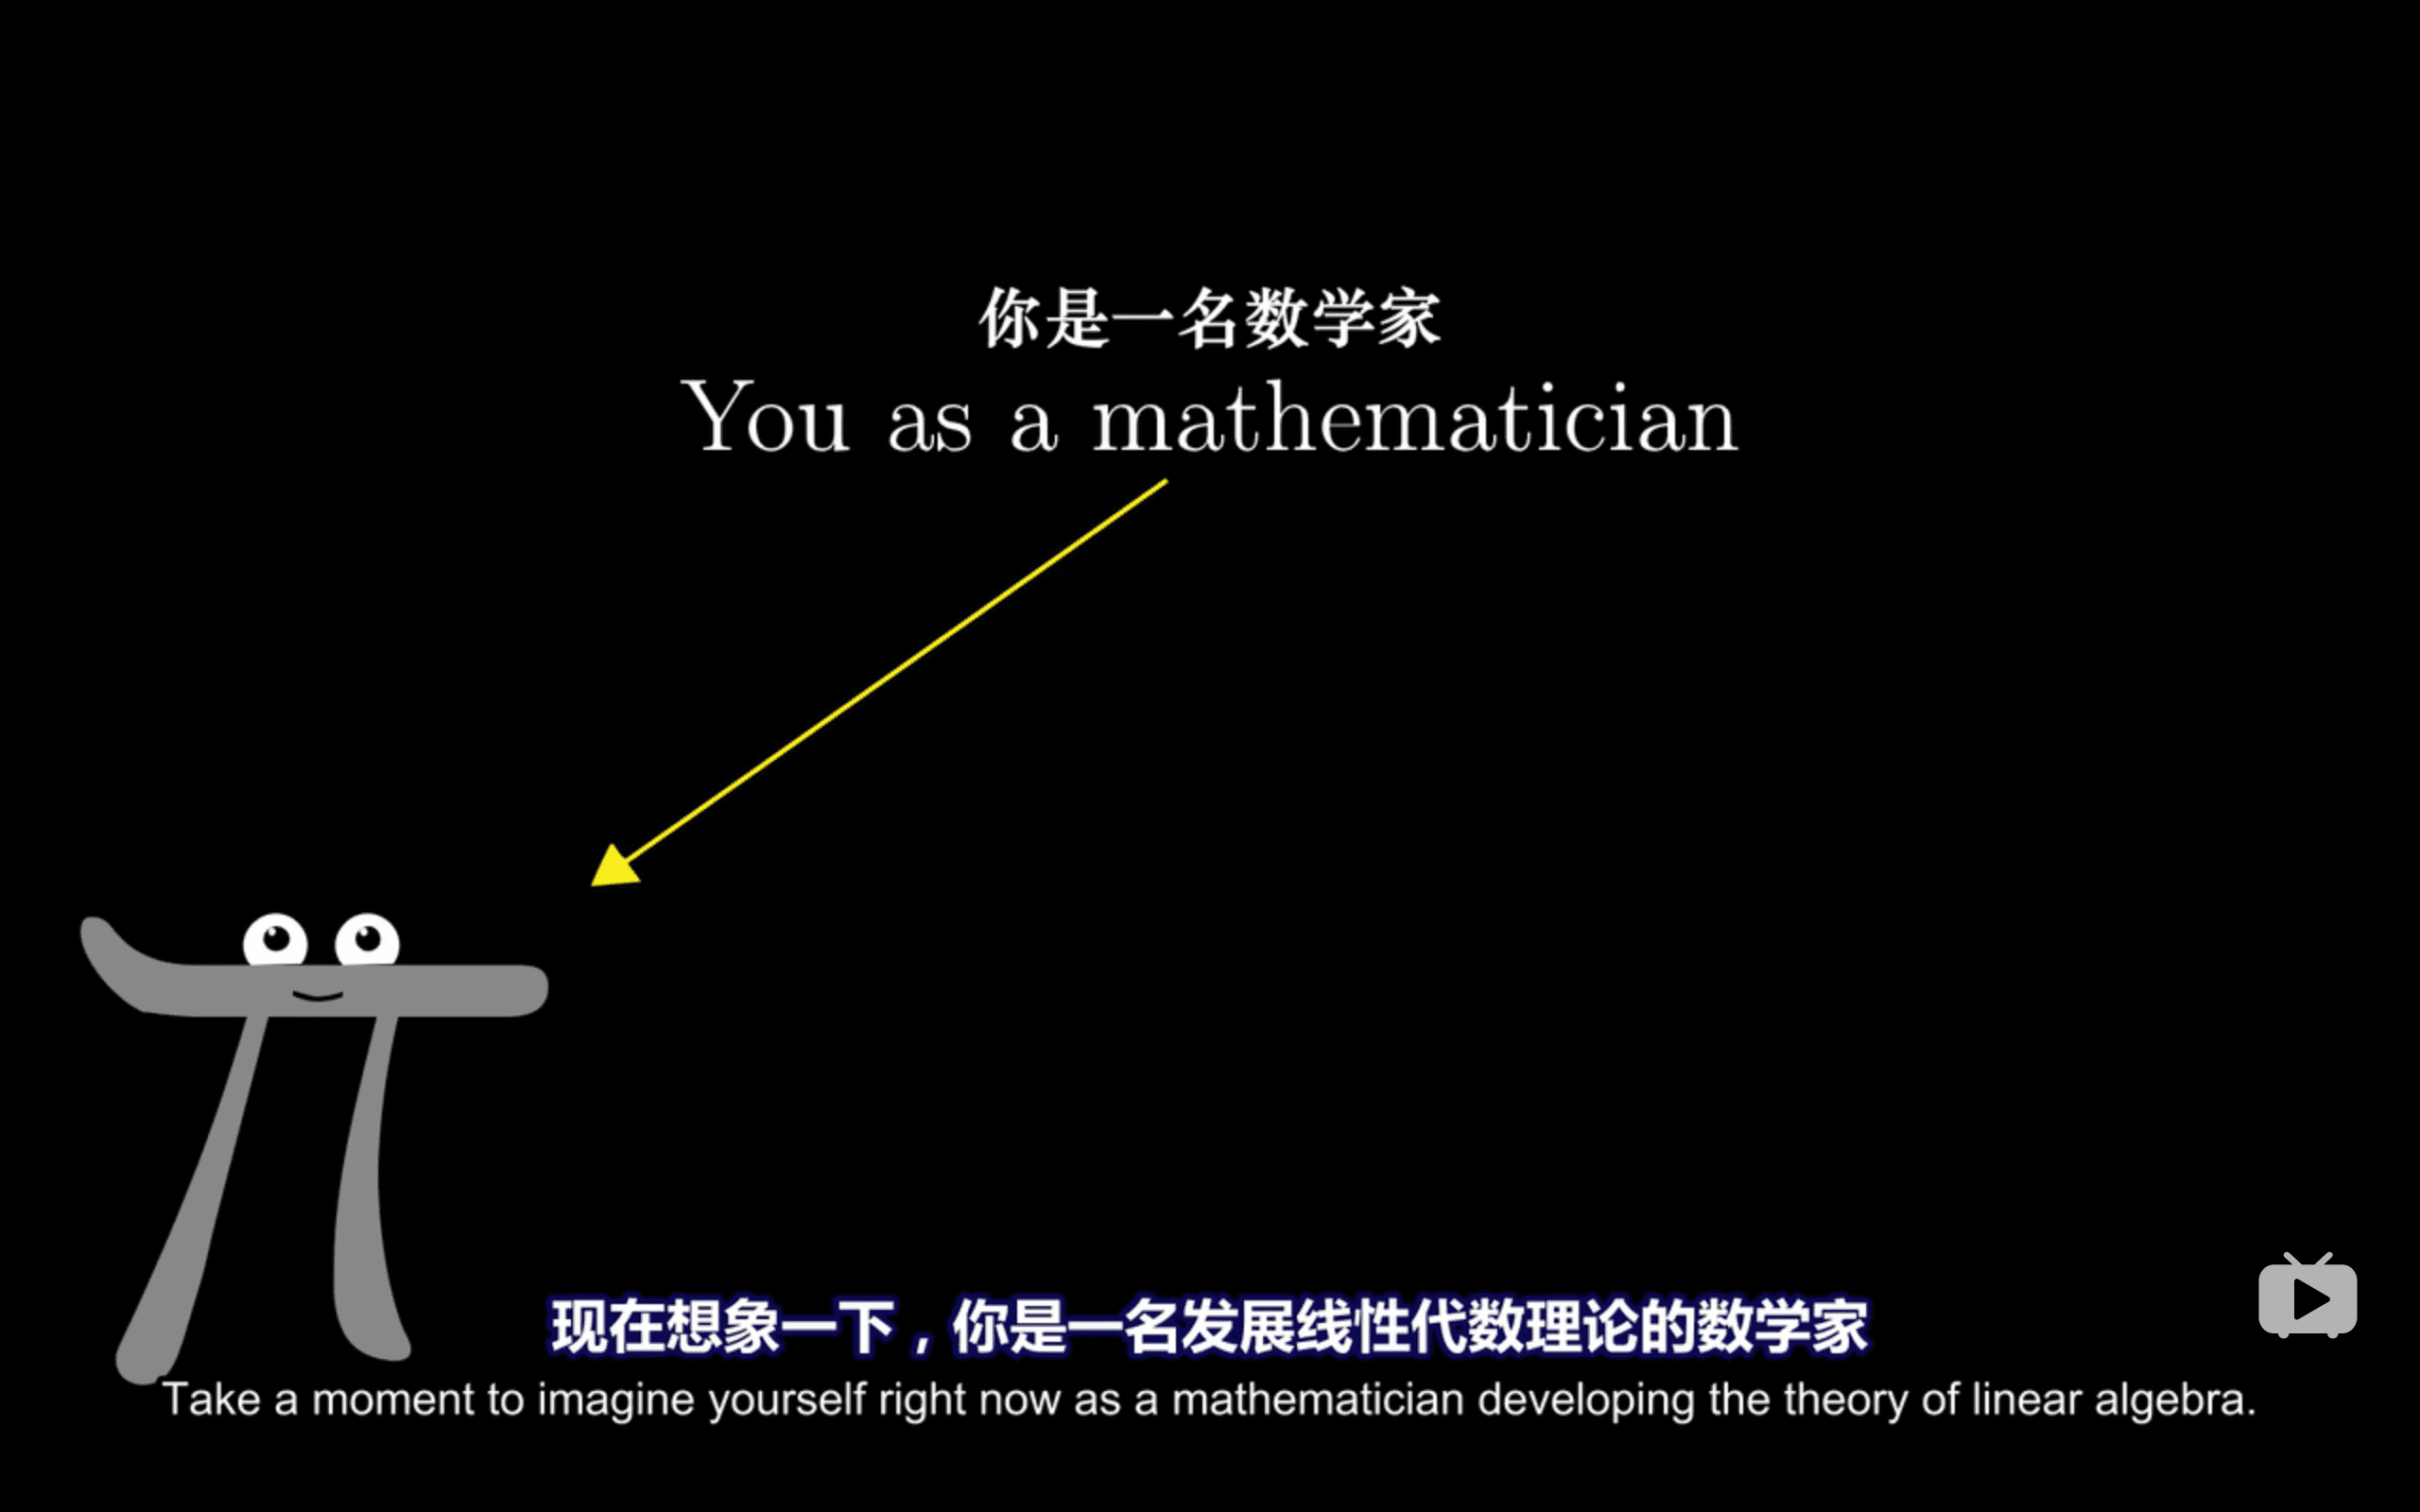 你是一名数学家
You as a mathematician
现在想象一下，你是一名发展线性代数理论的数学家
Take a moment to imagine yourself right now as a mathematician developing the theory of linear algebra.